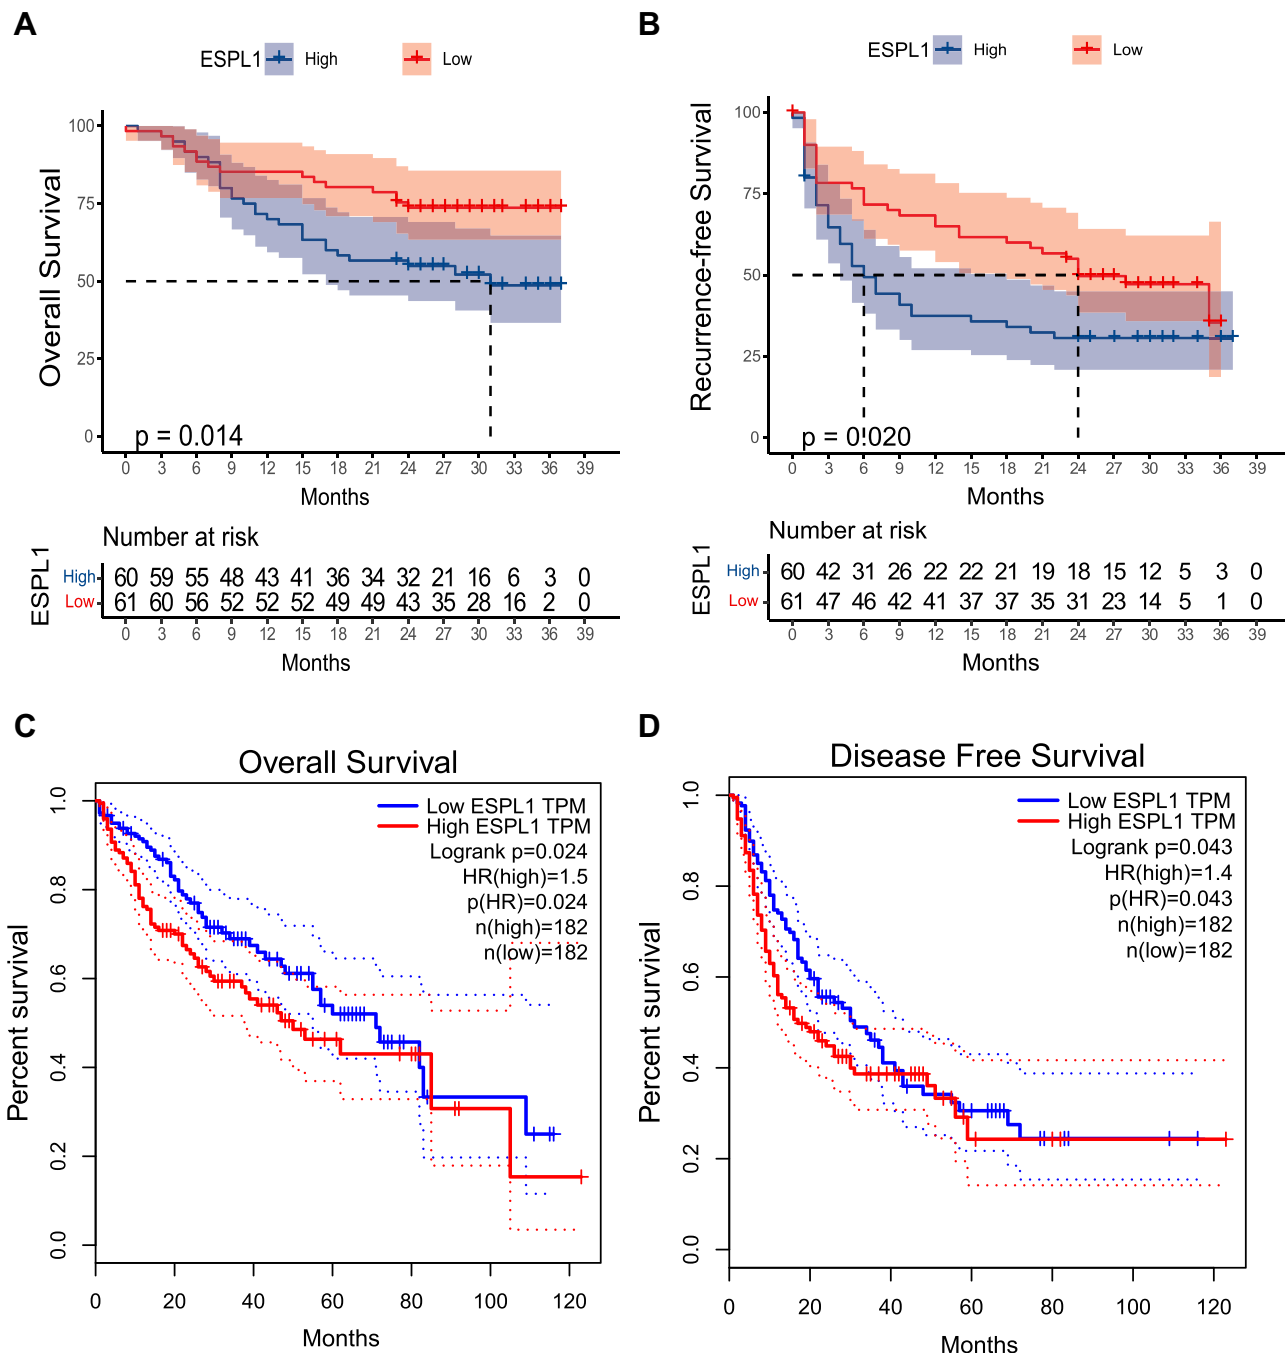 A
ESPL1 High Low
Overall Survival
100
75
50
25
0
p = 0.014
0 3 6 9 12 15 18 21 24 27 30 33 36 39
Months
Number at risk
ESPL1
High 60 59 55 48 43 41 36 34 32 21 16 6 3 0
Low 61 60 56 52 52 52 49 49 43 35 28 16 2 0
0 3 6 9 12 15 18 21 24 27 30 33 36 39
Months
B
ESPL1 High Low
Recurrence-free Survival
100
75
50
25
0
p = 0.020
0 3 6 9 12 15 18 21 24 27 30 33 36 39
Months
Number at risk
ESPL1
High 60 42 31 26 22 22 21 19 18 15 12 5 3 0
Low 61 47 46 42 41 37 37 35 31 23 14 5 1 0
0 3 6 9 12 15 18 21 24 27 30 33 36 39
Months
C
Overall Survival
Percent survival
1.0
0.8
0.6
0.4
0.2
0.0
Low ESPL1 TPM
High ESPL1 TPM
Logrank p=0.024
HR(high)=1.5
p(HR)=0.024
n(high)=182
n(low)=182
0 20 40 60 80 100 120
Months
D
Disease Free Survival
Percent survival
1.0
0.8
0.6
0.4
0.2
0.0
Low ESPL1 TPM
High ESPL1 TPM
Logrank p=0.043
HR(high)=1.4
p(HR)=0.043
n(high)=182
n(low)=182
0 20 40 60 80 100 120
Months